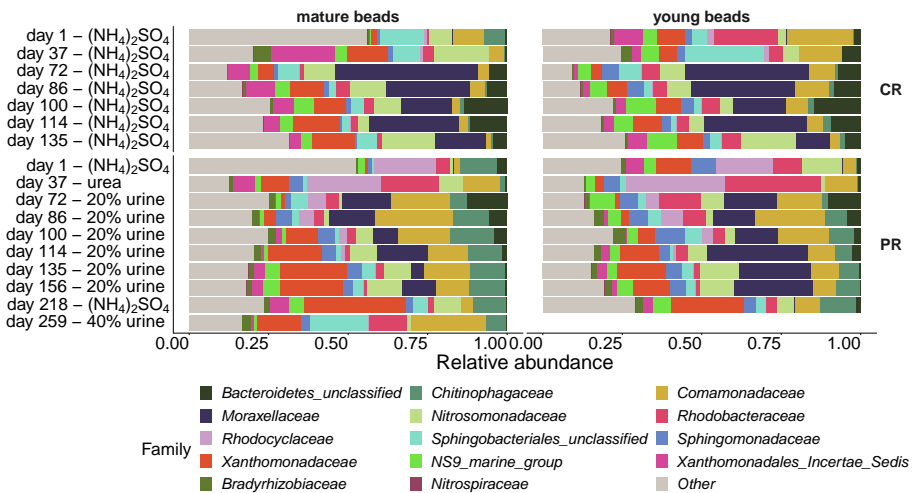 mature beads
young beads
day 1 – (NH₄)₂SO₄
day 37 – (NH₄)₂SO₄
day 72 – (NH₄)₂SO₄
day 86 – (NH₄)₂SO₄
day 100 – (NH₄)₂SO₄
day 114 – (NH₄)₂SO₄
day 135 – (NH₄)₂SO₄
CR
day 1 – (NH₄)₂SO₄
day 37 – urea
day 72 – 20% urine
day 86 – 20% urine
day 100 – 20% urine
day 114 – 20% urine
day 135 – 20% urine
day 156 – 20% urine
day 218 – (NH₄)₂SO₄
day 259 – 40% urine
PR
0.00 0.25 0.50 0.75 1.00 0.00 0.25 0.50 0.75 1.00
Relative abundance
Family
Bacteroidetes_unclassified Chitinophagaceae Comamonadaceae
Moraxellaceae Nitrosomonadaceae Rhodobacteraceae
Rhodocyclaceae Sphingobacteriales_unclassified Sphingomonadaceae
Xanthomonadaceae NS9_marine_group Xanthomonadales_Incertae_Sedis
Bradyrhizobiaceae Nitrospiraceae Other